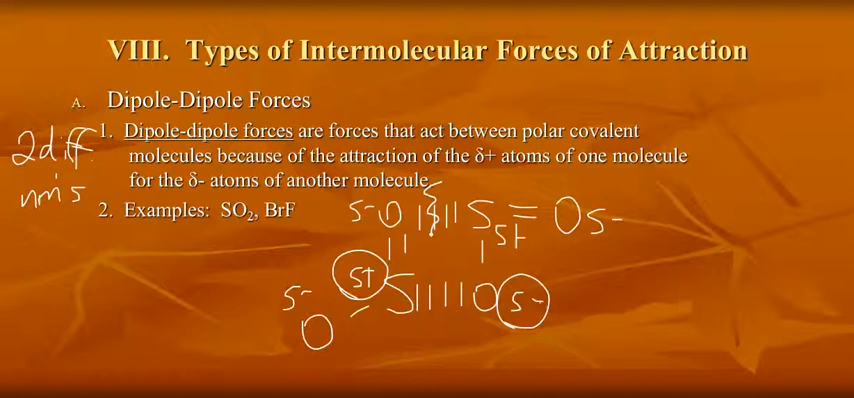 VIII. Types of Intermolecular Forces of Attraction
A. Dipole-Dipole Forces
1. Dipole-dipole forces are forces that act between polar covalent
molecules because of the attraction of the δ+ atoms of one molecule
for the δ- atoms of another molecule.
2. Examples: SO₂, BrF
2 diff
nm's
δ- O S = O δ-
δ+
δ+
δ- S O δ-
O